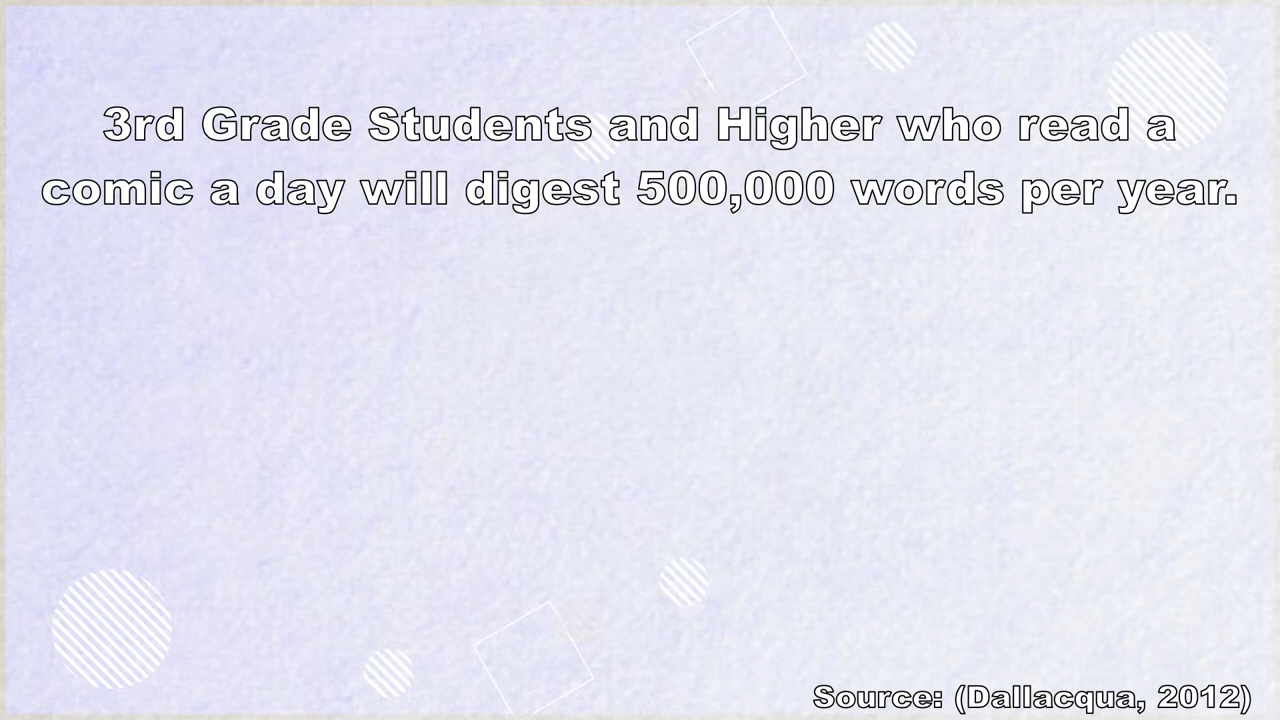 3rd Grade Students and Higher who read a
comic a day will digest 500,000 words per year.
Source: (Dallacqua, 2012)